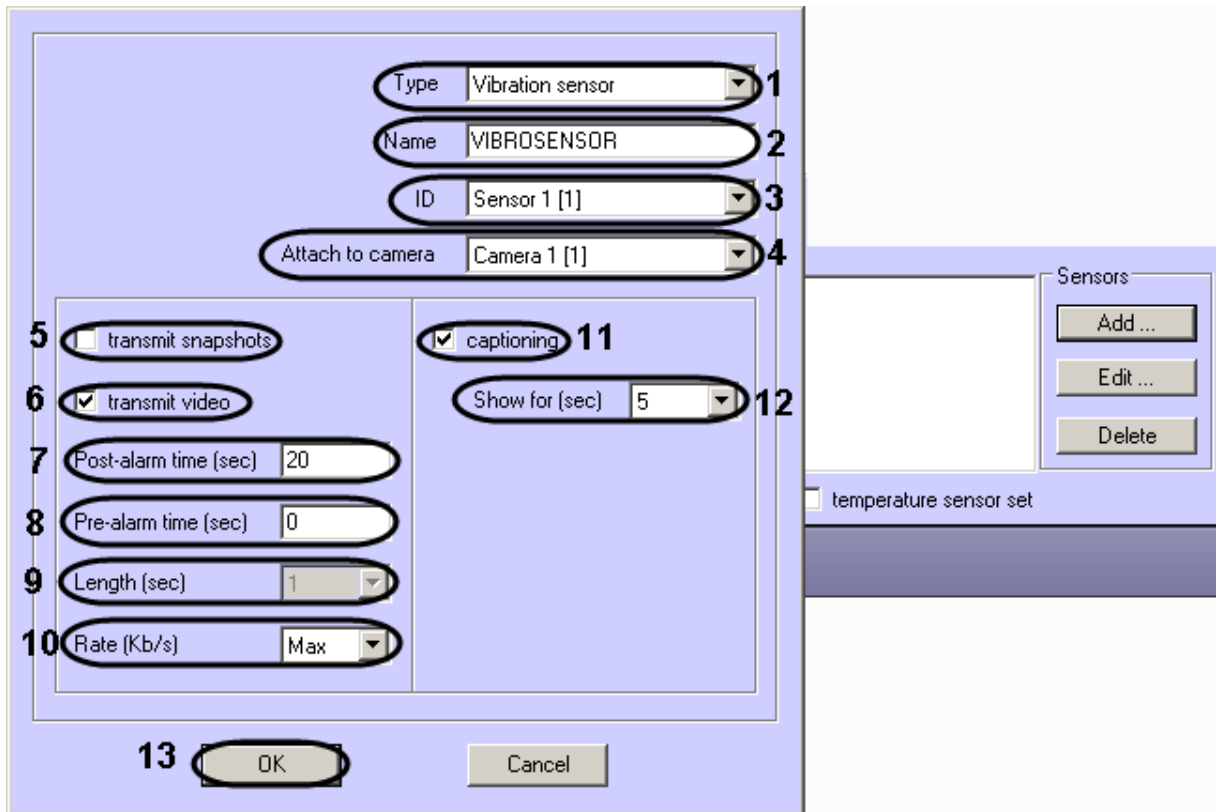 Type Vibration sensor 1
Name VIBROSENSOR 2
ID Sensor 1 [1] 3
Attach to camera Camera 1 [1] 4
5 transmit snapshots
captioning 11
6 transmit video
Show for (sec) 5 12
7 Post-alarm time (sec) 20
8 Pre-alarm time (sec) 0
9 Length (sec) 1
10 Rate (Kb/s) Max
13 OK
Cancel
Sensors
Add ...
Edit ...
Delete
temperature sensor set